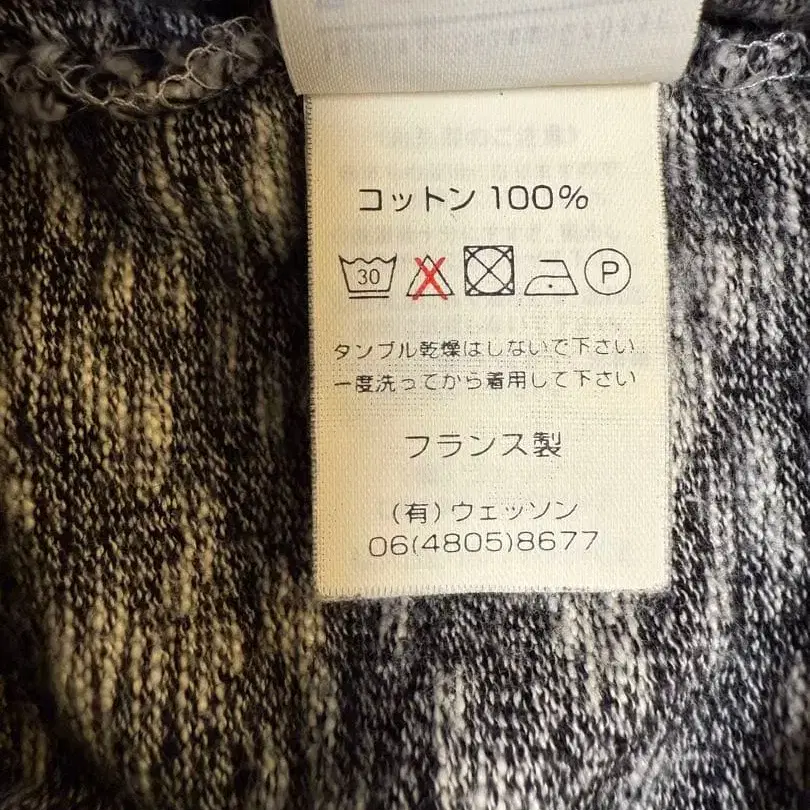 コットン 100%
30 P
タンブル乾燥はしないで下さい
一度洗ってから着用して下さい
フランス製
(有)ウェッソン
06(4805)8677